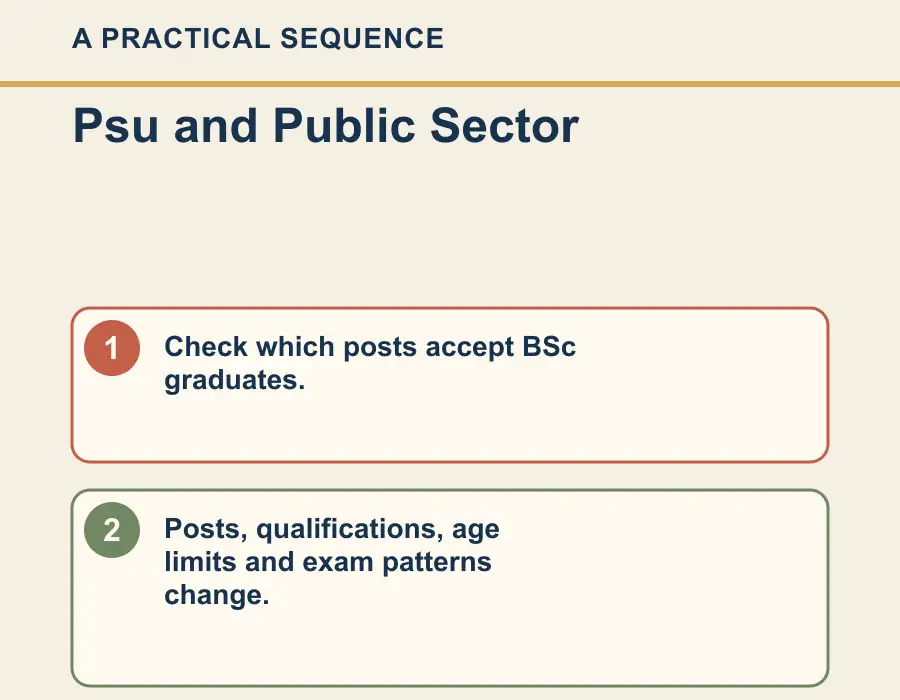 A PRACTICAL SEQUENCE
Psu and Public Sector
1
Check which posts accept BSc
graduates.
2
Posts, qualifications, age
limits and exam patterns
change.